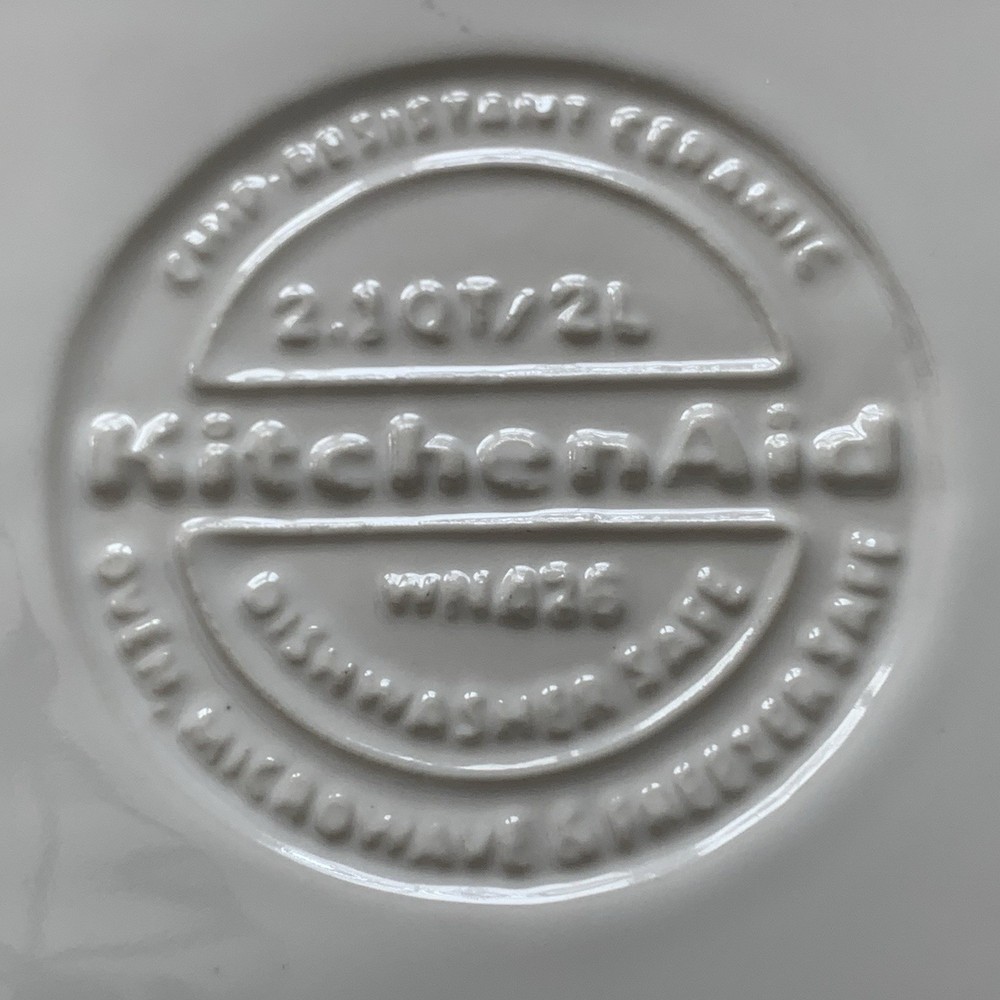 CHIP-RESISTANT CERAMIC
2.1QT/2L
KitchenAid
DISHWASHER SAFE
OVEN, MICROWAVE & FREEZER SAFE